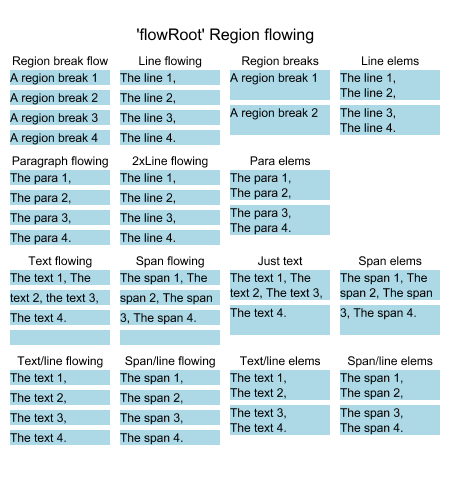 'flowRoot' Region flowing
Region break flow
A region break 1
A region break 2
A region break 3
A region break 4
Line flowing
The line 1,
The line 2,
The line 3,
The line 4.
Region breaks
A region break 1
A region break 2
Line elems
The line 1,
The line 2,
The line 3,
The line 4.
Paragraph flowing
The para 1,
The para 2,
The para 3,
The para 4.
2xLine flowing
The line 1,
The line 2,
The line 3,
The line 4.
Para elems
The para 1,
The para 2,
The para 3,
The para 4.
Text flowing
The text 1, The
text 2, the text 3,
The text 4.
Span flowing
The span 1, The
span 2, The span
3, The span 4.
Just text
The text 1, The
text 2, The text 3,
The text 4.
Span elems
The span 1, The
span 2, The span
3, The span 4.
Text/line flowing
The text 1,
The text 2,
The text 3,
The text 4.
Span/line flowing
The span 1,
The span 2,
The span 3,
The span 4.
Text/line elems
The text 1,
The text 2,
The text 3,
The text 4.
Span/line elems
The span 1,
The span 2,
The span 3,
The span 4.